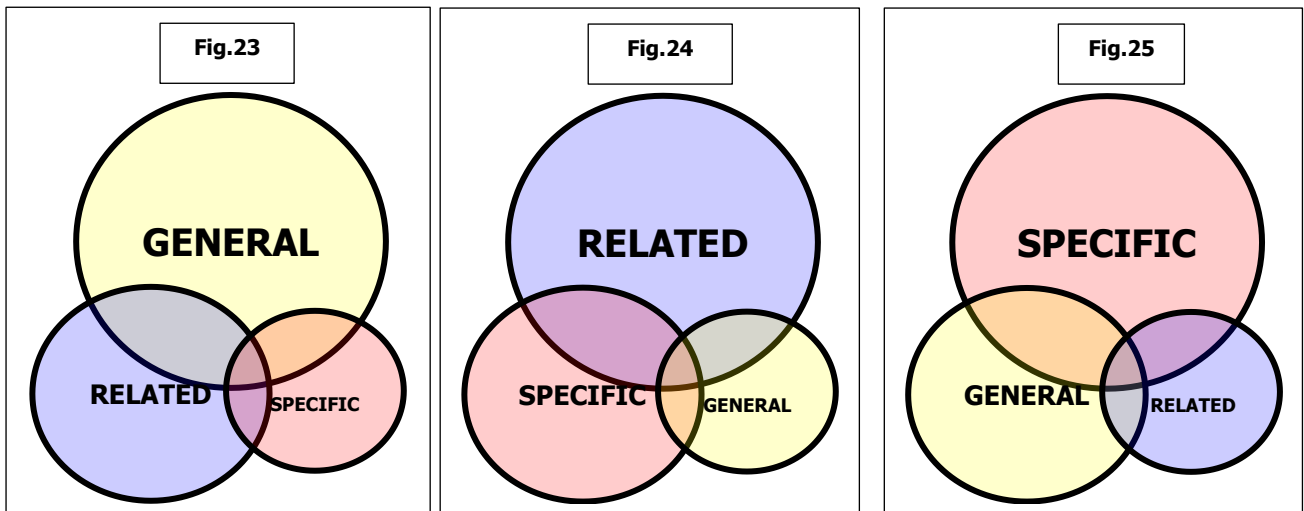 Fig.23
GENERAL
RELATED
SPECIFIC
Fig.24
RELATED
SPECIFIC
GENERAL
Fig.25
SPECIFIC
GENERAL
RELATED